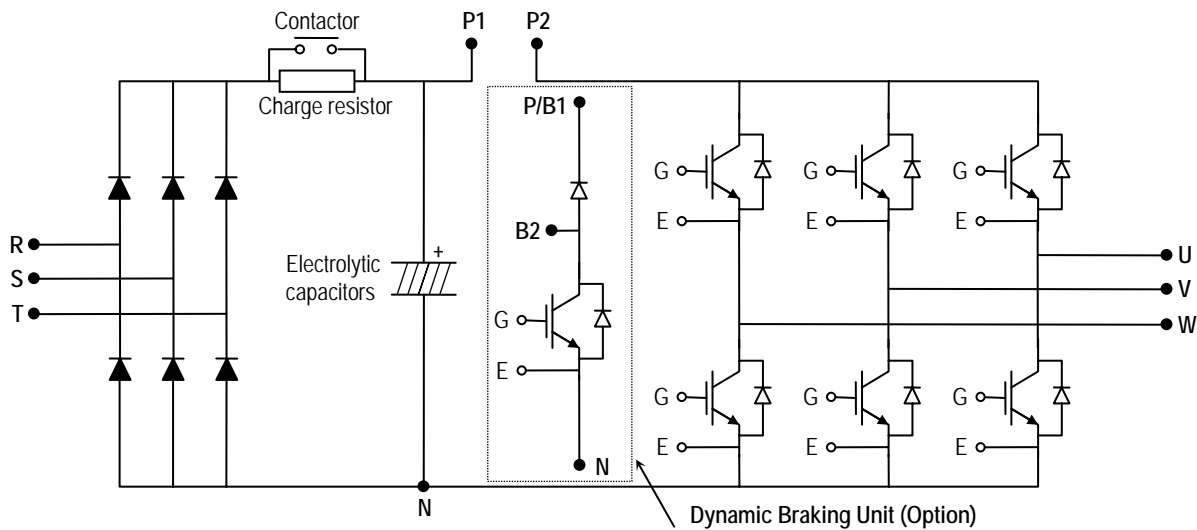 Contactor
P1
P2
Charge resistor
P/B1
G
G
G
E
E
E
R
S
T
B2
U
V
W
+
Electrolytic
capacitors
G
E
G
G
G
E
E
E
N
N
Dynamic Braking Unit (Option)